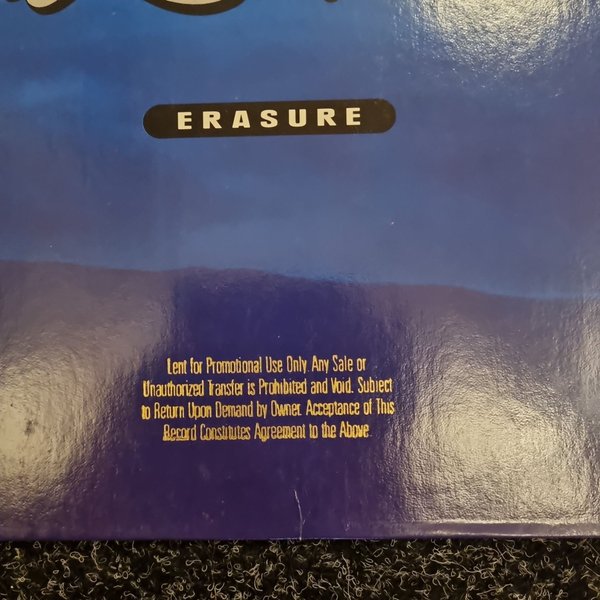 ERASURE
Lent for Promotional Use Only. Any Sale or
Unauthorized Transfer is Prohibited and Void. Subject
to Return Upon Demand by Owner. Acceptance of This
Record Constitutes Agreement to the Above.